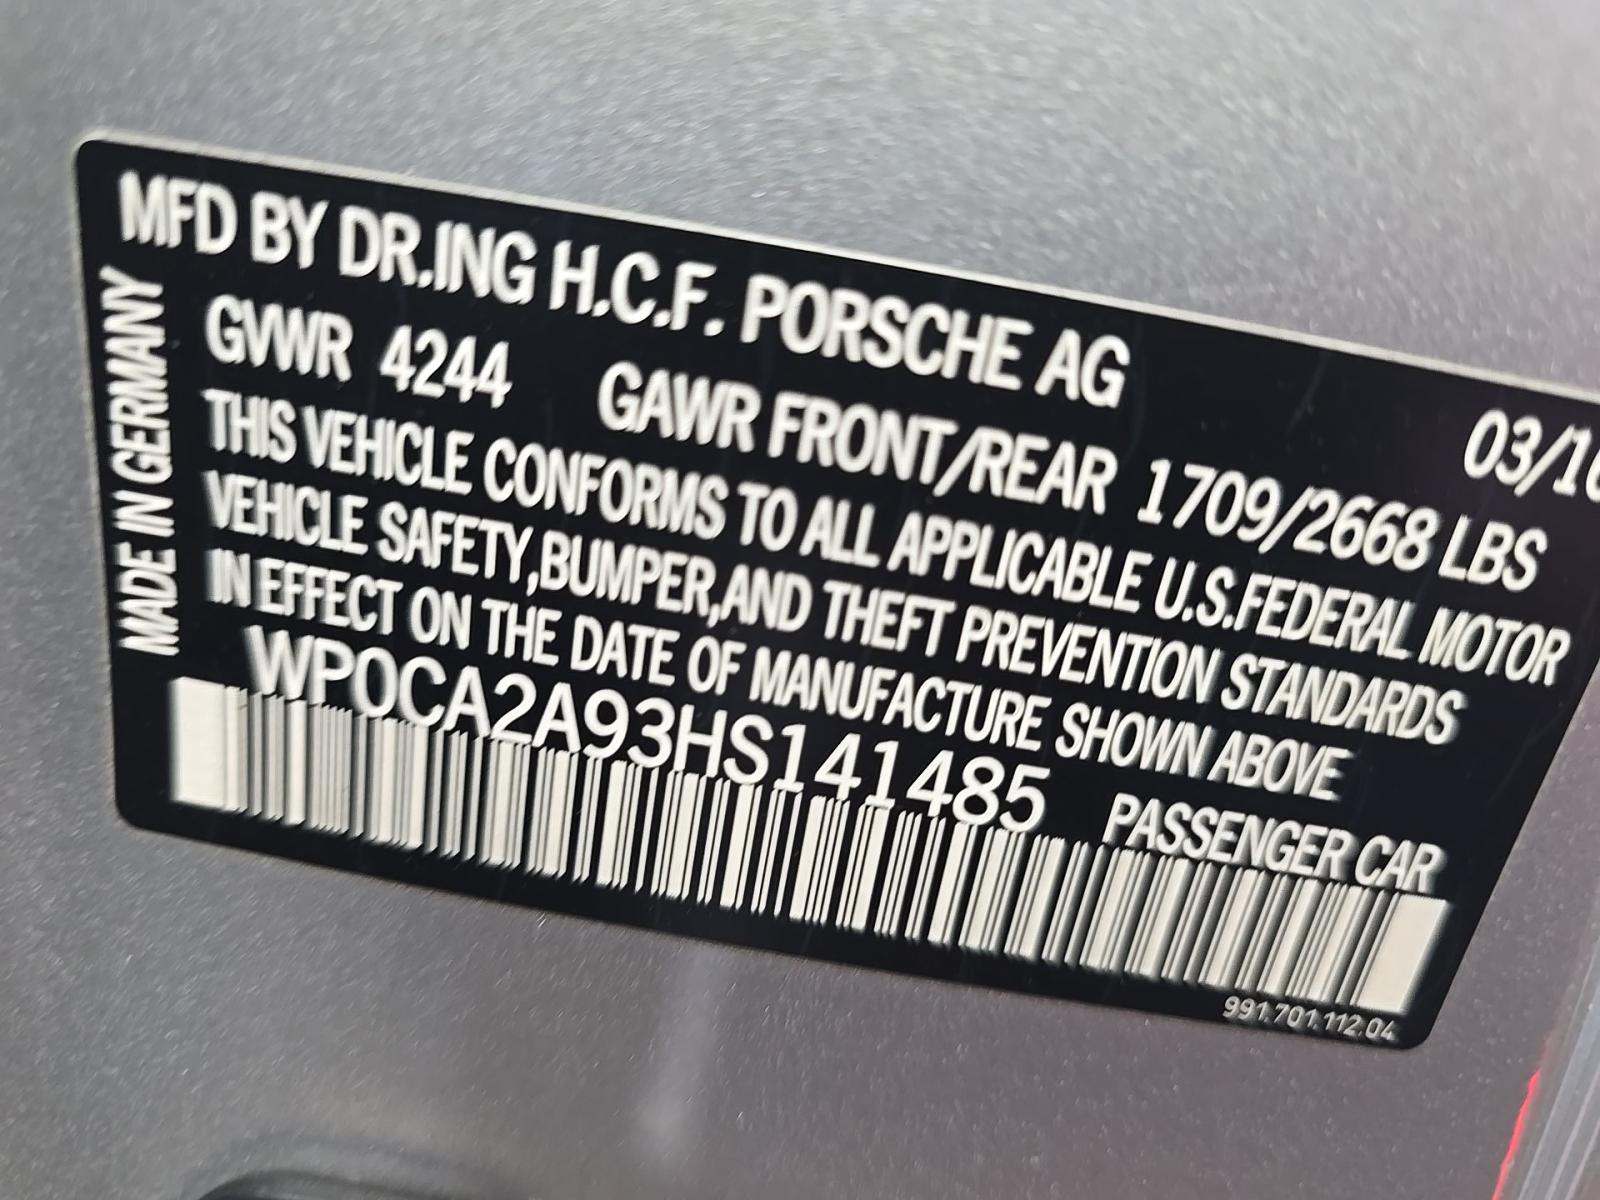 MFD BY DR.ING H.C.F. PORSCHE AG
03/16
GVWR 4244 GAWR FRONT/REAR 1709/2668 LBS
THIS VEHICLE CONFORMS TO ALL APPLICABLE U.S.FEDERAL MOTOR
VEHICLE SAFETY,BUMPER,AND THEFT PREVENTION STANDARDS
IN EFFECT ON THE DATE OF MANUFACTURE SHOWN ABOVE
WP0CA2A93HS141485
PASSENGER CAR
991.701.112.04
MADE IN GERMANY